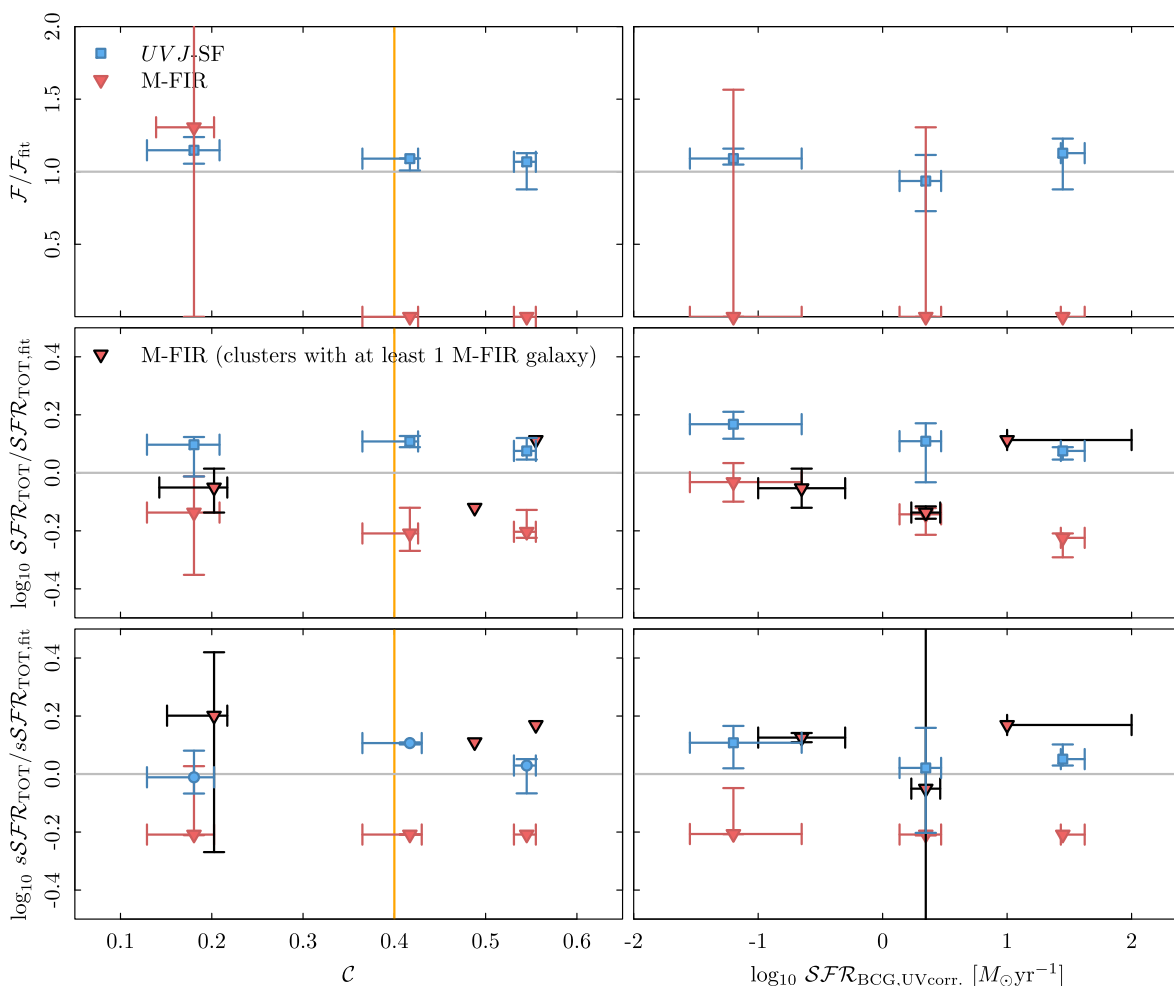 2.0
1.5
1.0
0.5
F/F_fit
UVJ-SF
M-FIR
0.4
0.2
0.0
-0.2
-0.4
log₁₀ SFR_TOT/SFR_TOT,fit
M-FIR (clusters with at least 1 M-FIR galaxy)
0.4
0.2
0.0
-0.2
-0.4
log₁₀ sSFR_TOT/sSFR_TOT,fit
0.1 0.2 0.3 0.4 0.5 0.6
-2 -1 0 1 2
C
log₁₀ SFR_BCG,UVcorr. [M_⊙yr⁻¹]